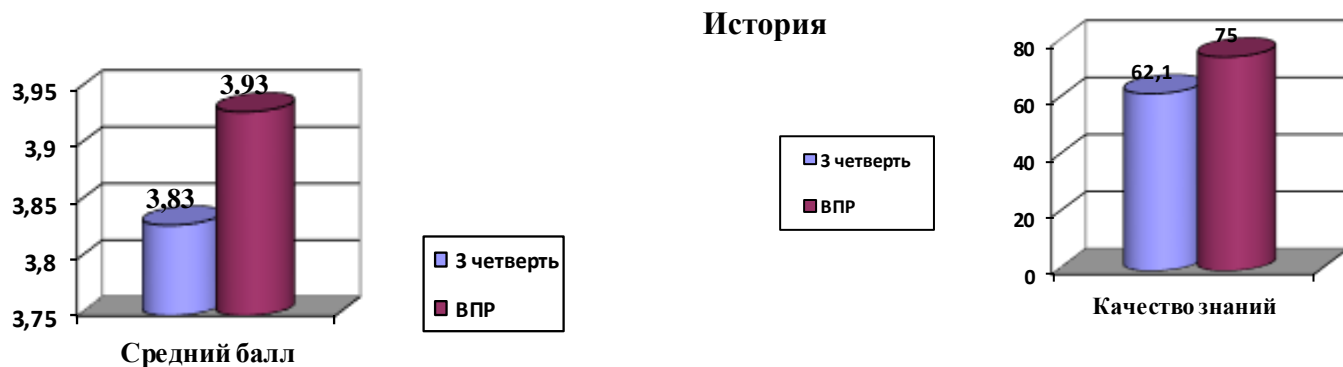 История
3,95
3,9
3,85
3,8
3,75
3,83
3.93
Средний балл
3 четверть
ВПР
80
60
40
20
0
62,1
75
Качество знаний
3 четверть
ВПР